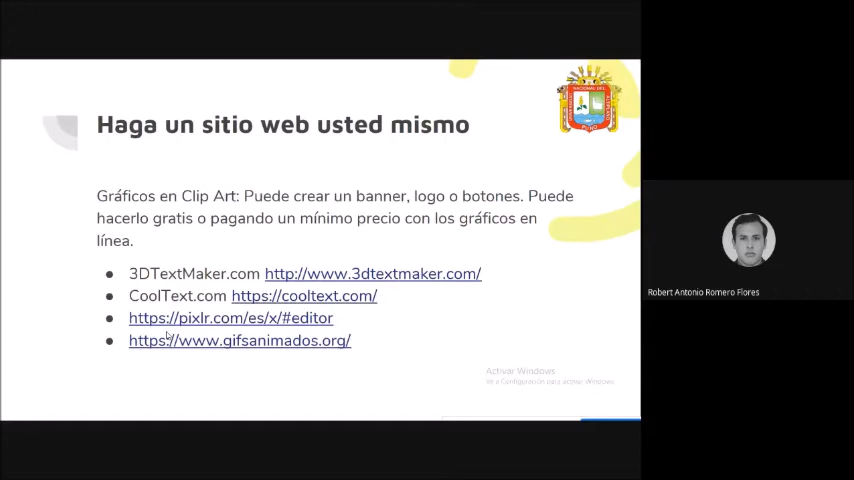 Haga un sitio web usted mismo
Gráficos en Clip Art: Puede crear un banner, logo o botones. Puede
hacerlo gratis o pagando un mínimo precio con los gráficos en
línea.
3DTextMaker.com http://www.3dtextmaker.com/
CoolText.com https://cooltext.com/
https://pixlr.com/es/x/#editor
https://www.gifsanimados.org/
Activar Windows
Ve a Configuración para activar Windows.
Robert Antonio Romero Flores
PUNO